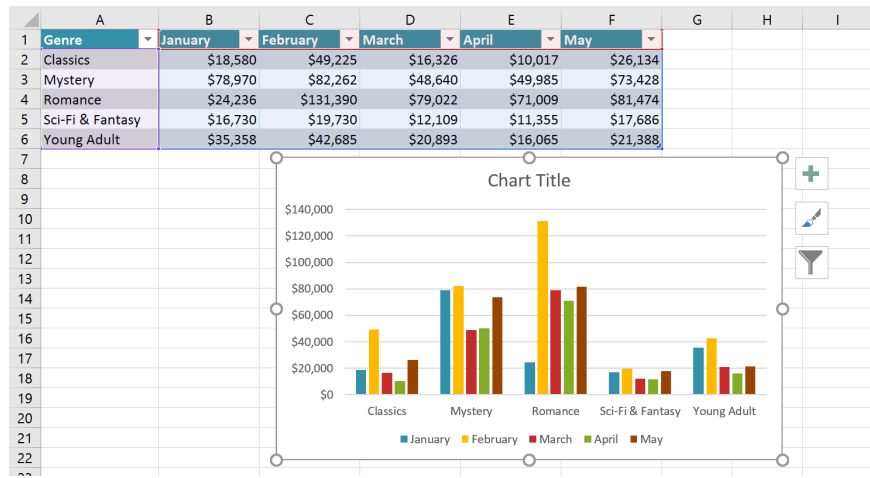 A B C D E F G H I
1 Genre January February March April May
2 Classics $18,580 $49,225 $16,326 $10,017 $26,134
3 Mystery $78,970 $82,262 $48,640 $49,985 $73,428
4 Romance $24,236 $131,390 $79,022 $71,009 $81,474
5 Sci-Fi & Fantasy $16,730 $19,730 $12,109 $11,355 $17,686
6 Young Adult $35,358 $42,685 $20,893 $16,065 $21,388
7
8
9
10
11
12
13
14
15
16
17
18
19
20
21
22
Chart Title
$140,000
$120,000
$100,000
$80,000
$60,000
$40,000
$20,000
$0
Classics Mystery Romance Sci-Fi & Fantasy Young Adult
January February March April May